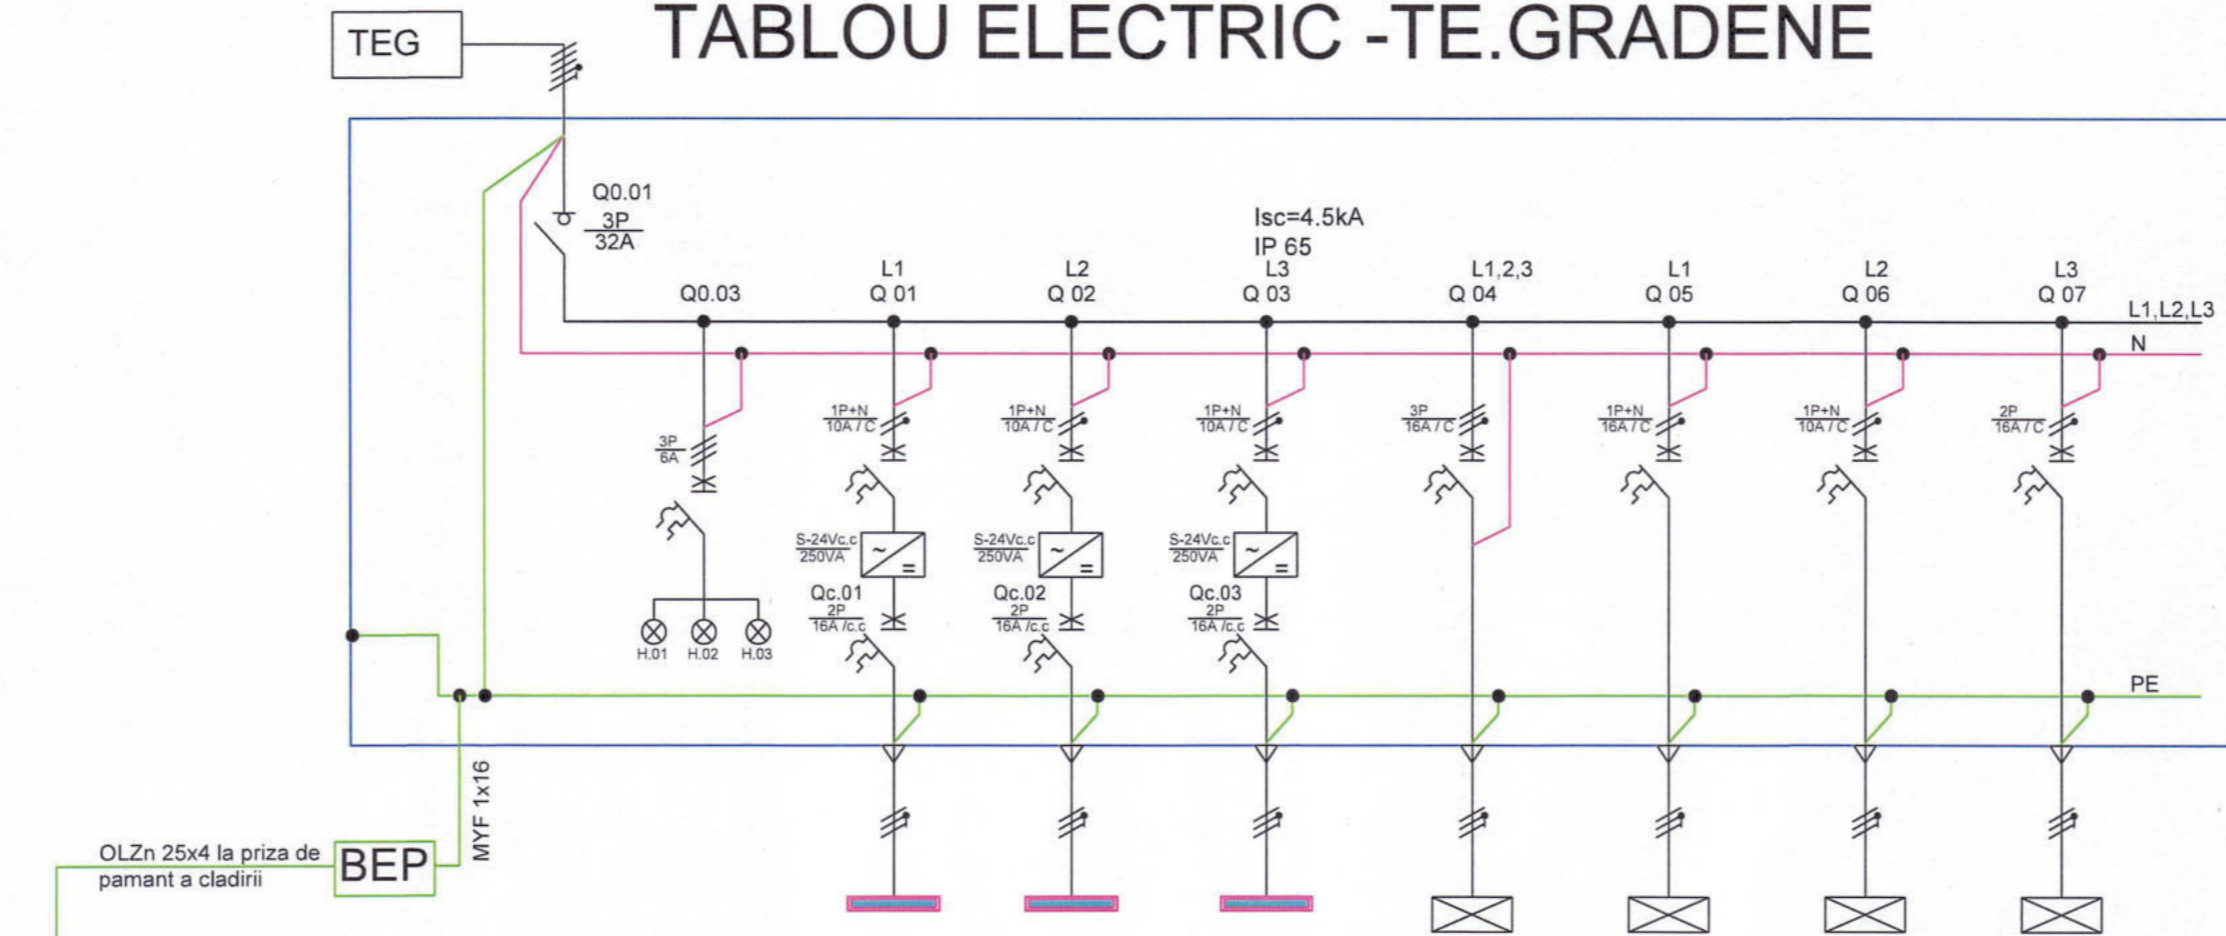 TABLOU ELECTRIC -TE.GRADENE
TEG
Q0.01
3P
32A
Isc=4.5kA
IP 65
L1
L2
L3
L1,2,3
L1
L2
L3
Q0.03
Q 01
Q 02
Q 03
Q 04
Q 05
Q 06
Q 07
L1,L2,L3
N
3P
6A
1P+N
10A / C
1P+N
10A / C
1P+N
10A / C
3P
16A / C
1P+N
16A / C
1P+N
10A / C
2P
16A / C
S-24Vc.c
250VA
S-24Vc.c
250VA
S-24Vc.c
250VA
~
=
~
=
~
=
Qc.01
2P
16A /c.c
Qc.02
2P
16A /c.c
Qc.03
2P
16A /c.c
H.01
H.02
H.03
PE
MYF 1x16
OLZn 25x4 la priza de
pamant a cladirii
BEP